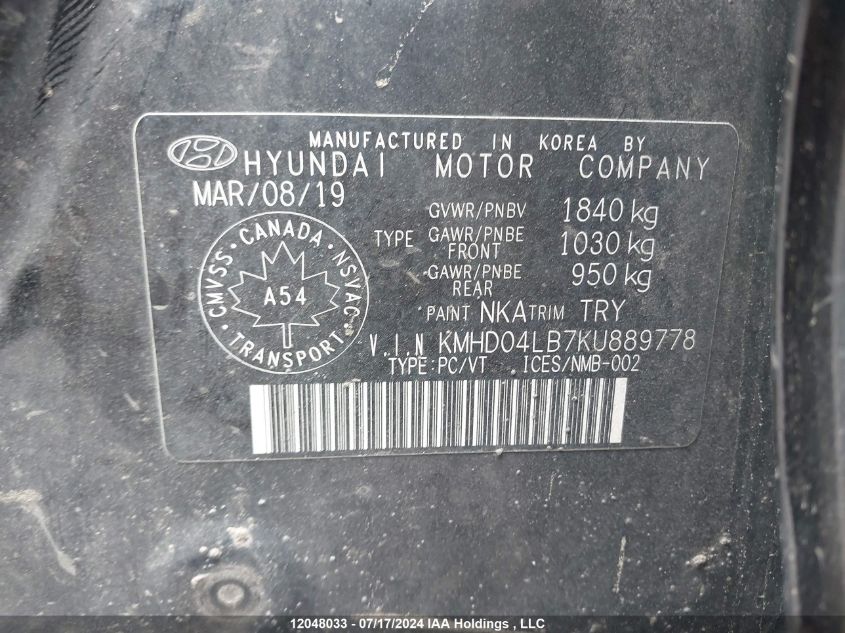 MANUFACTURED IN KOREA BY
HYUNDAI MOTOR COMPANY
MAR/08/19
GVWR/PNBV 1840 kg
TYPE GAWR/PNBE FRONT 1030 kg
GAWR/PNBE REAR 950 kg
CMVSS · CANADA · NSVAC · TRANSPORT ·
A54
PAINT NKA TRIM TRY
V.I.N KMHD04LB7KU889778
TYPE:PC/VT ICES/NMB-002
12048033 - 07/17/2024 IAA Holdings , LLC